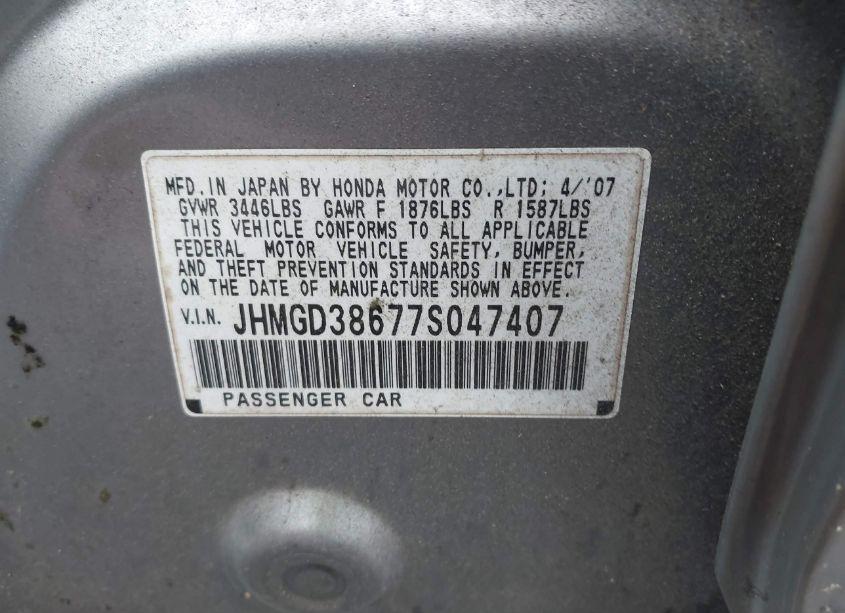 MFD. IN JAPAN BY HONDA MOTOR CO., LTD: 4/'07
GVWR 3446LBS GAWR F 1876LBS R 1587LBS
THIS VEHICLE CONFORMS TO ALL APPLICABLE
FEDERAL MOTOR VEHICLE SAFETY, BUMPER,
AND THEFT PREVENTION STANDARDS IN EFFECT
ON THE DATE OF MANUFACTURE SHOWN ABOVE.
V.I.N. JHMGD38677S047407
PASSENGER CAR